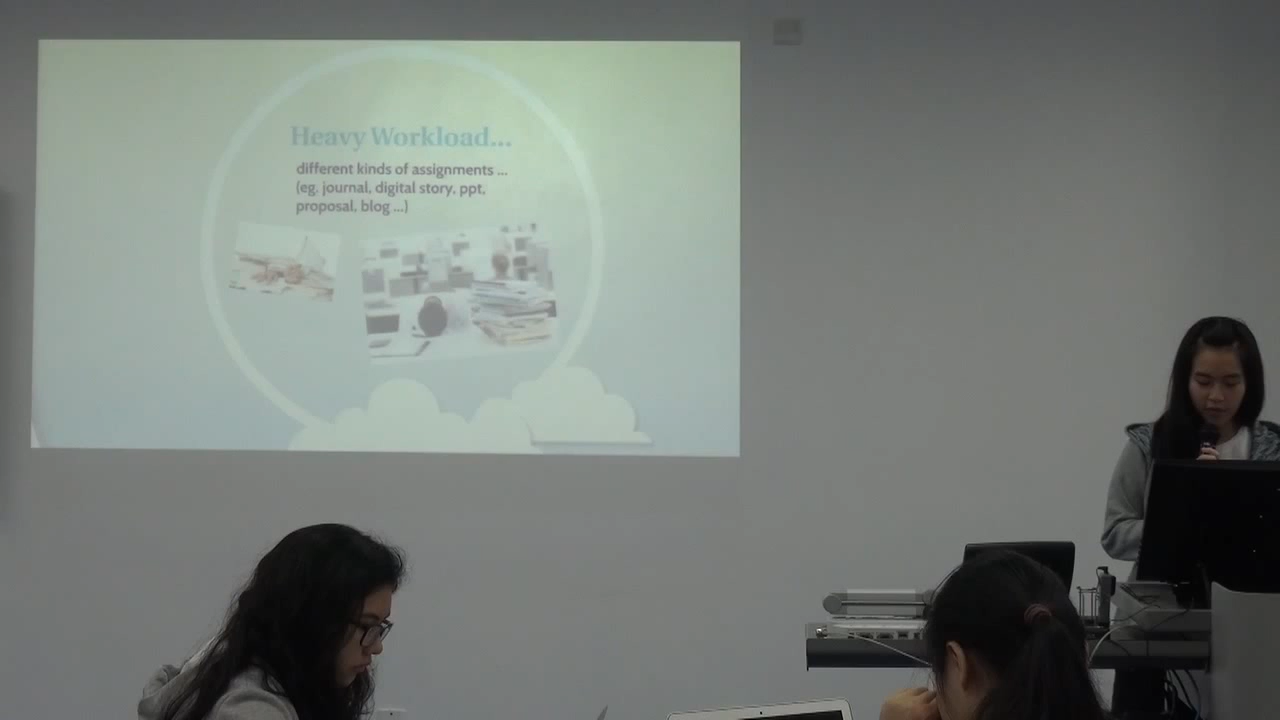 Heavy Workload...
different kinds of assignments ...
(eg. journal, digital story, ppt,
proposal, blog ...)